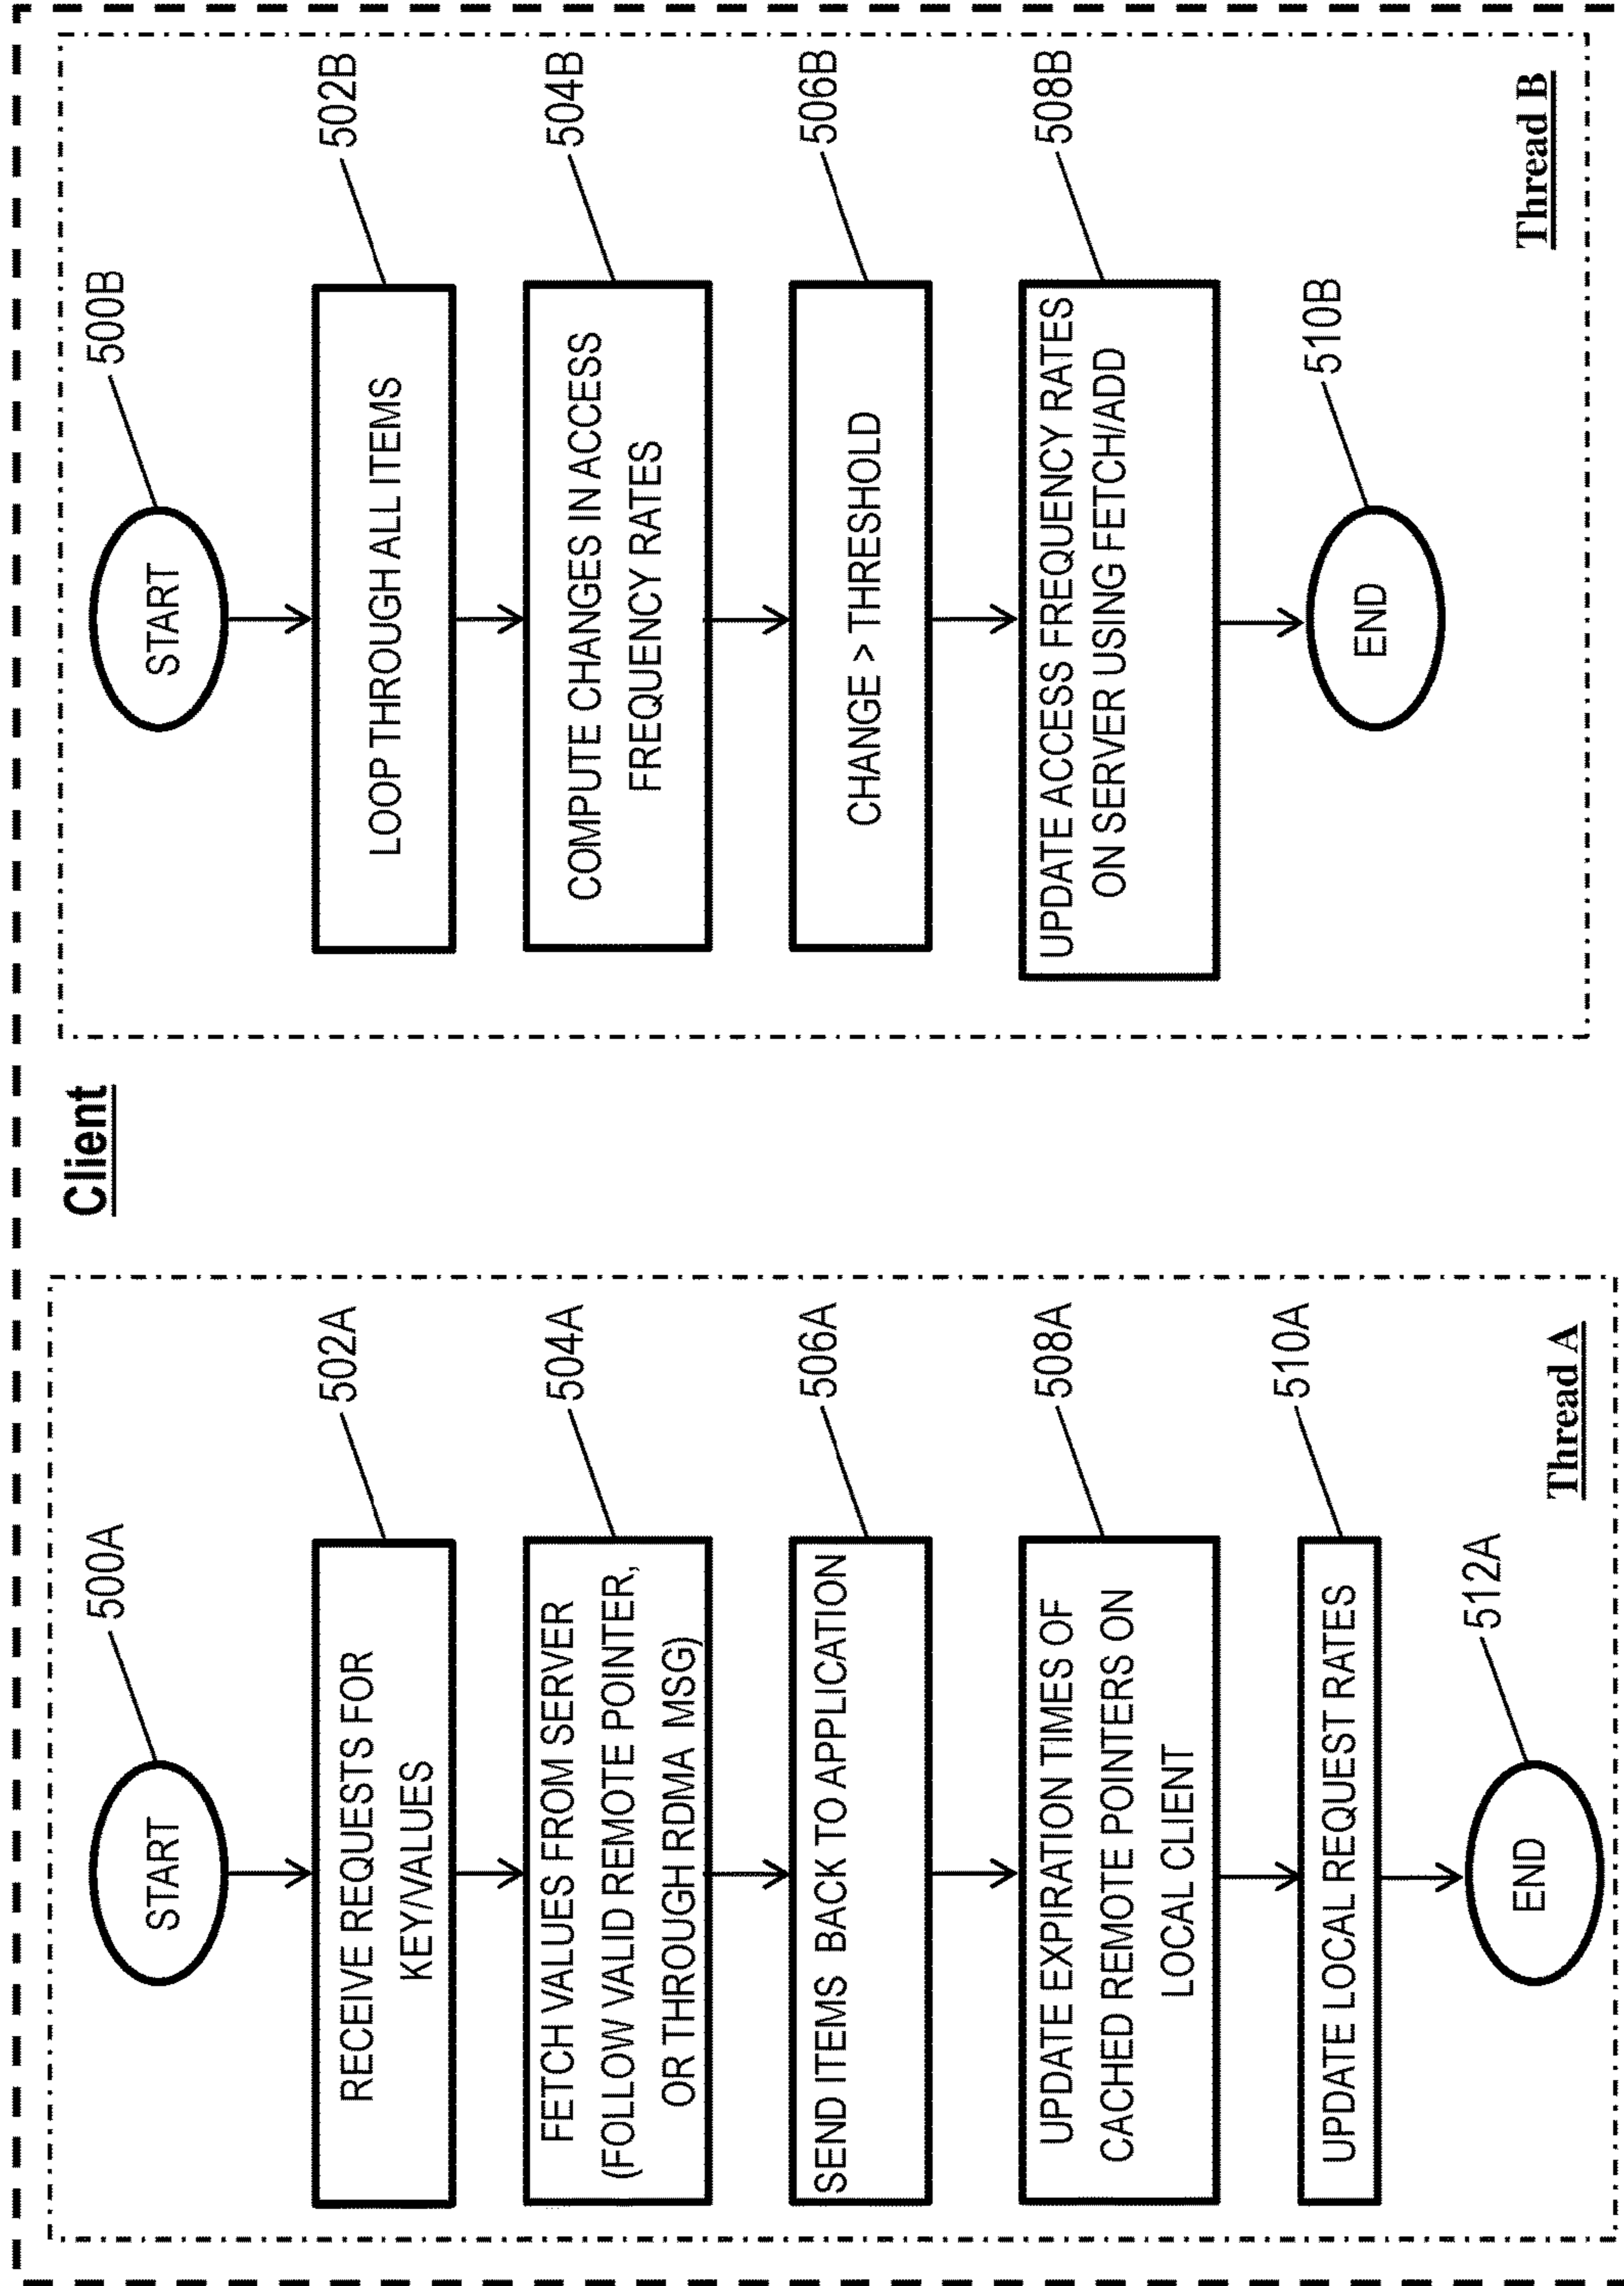 Client
500A
START
502A
RECEIVE REQUESTS FOR
KEY/VALUES
504A
FETCH VALUES FROM SERVER
(FOLLOW VALID REMOTE POINTER,
OR THROUGH RDMA MSG)
506A
SEND ITEMS BACK TO APPLICATION
508A
UPDATE EXPIRATION TIMES OF
CACHED REMOTE POINTERS ON
LOCAL CLIENT
510A
UPDATE LOCAL REQUEST RATES
512A
END
Thread A
500B
START
502B
LOOP THROUGH ALL ITEMS
504B
COMPUTE CHANGES IN ACCESS
FREQUENCY RATES
506B
CHANGE > THRESHOLD
508B
UPDATE ACCESS FREQUENCY RATES
ON SERVER USING FETCH/ADD
510B
END
Thread B